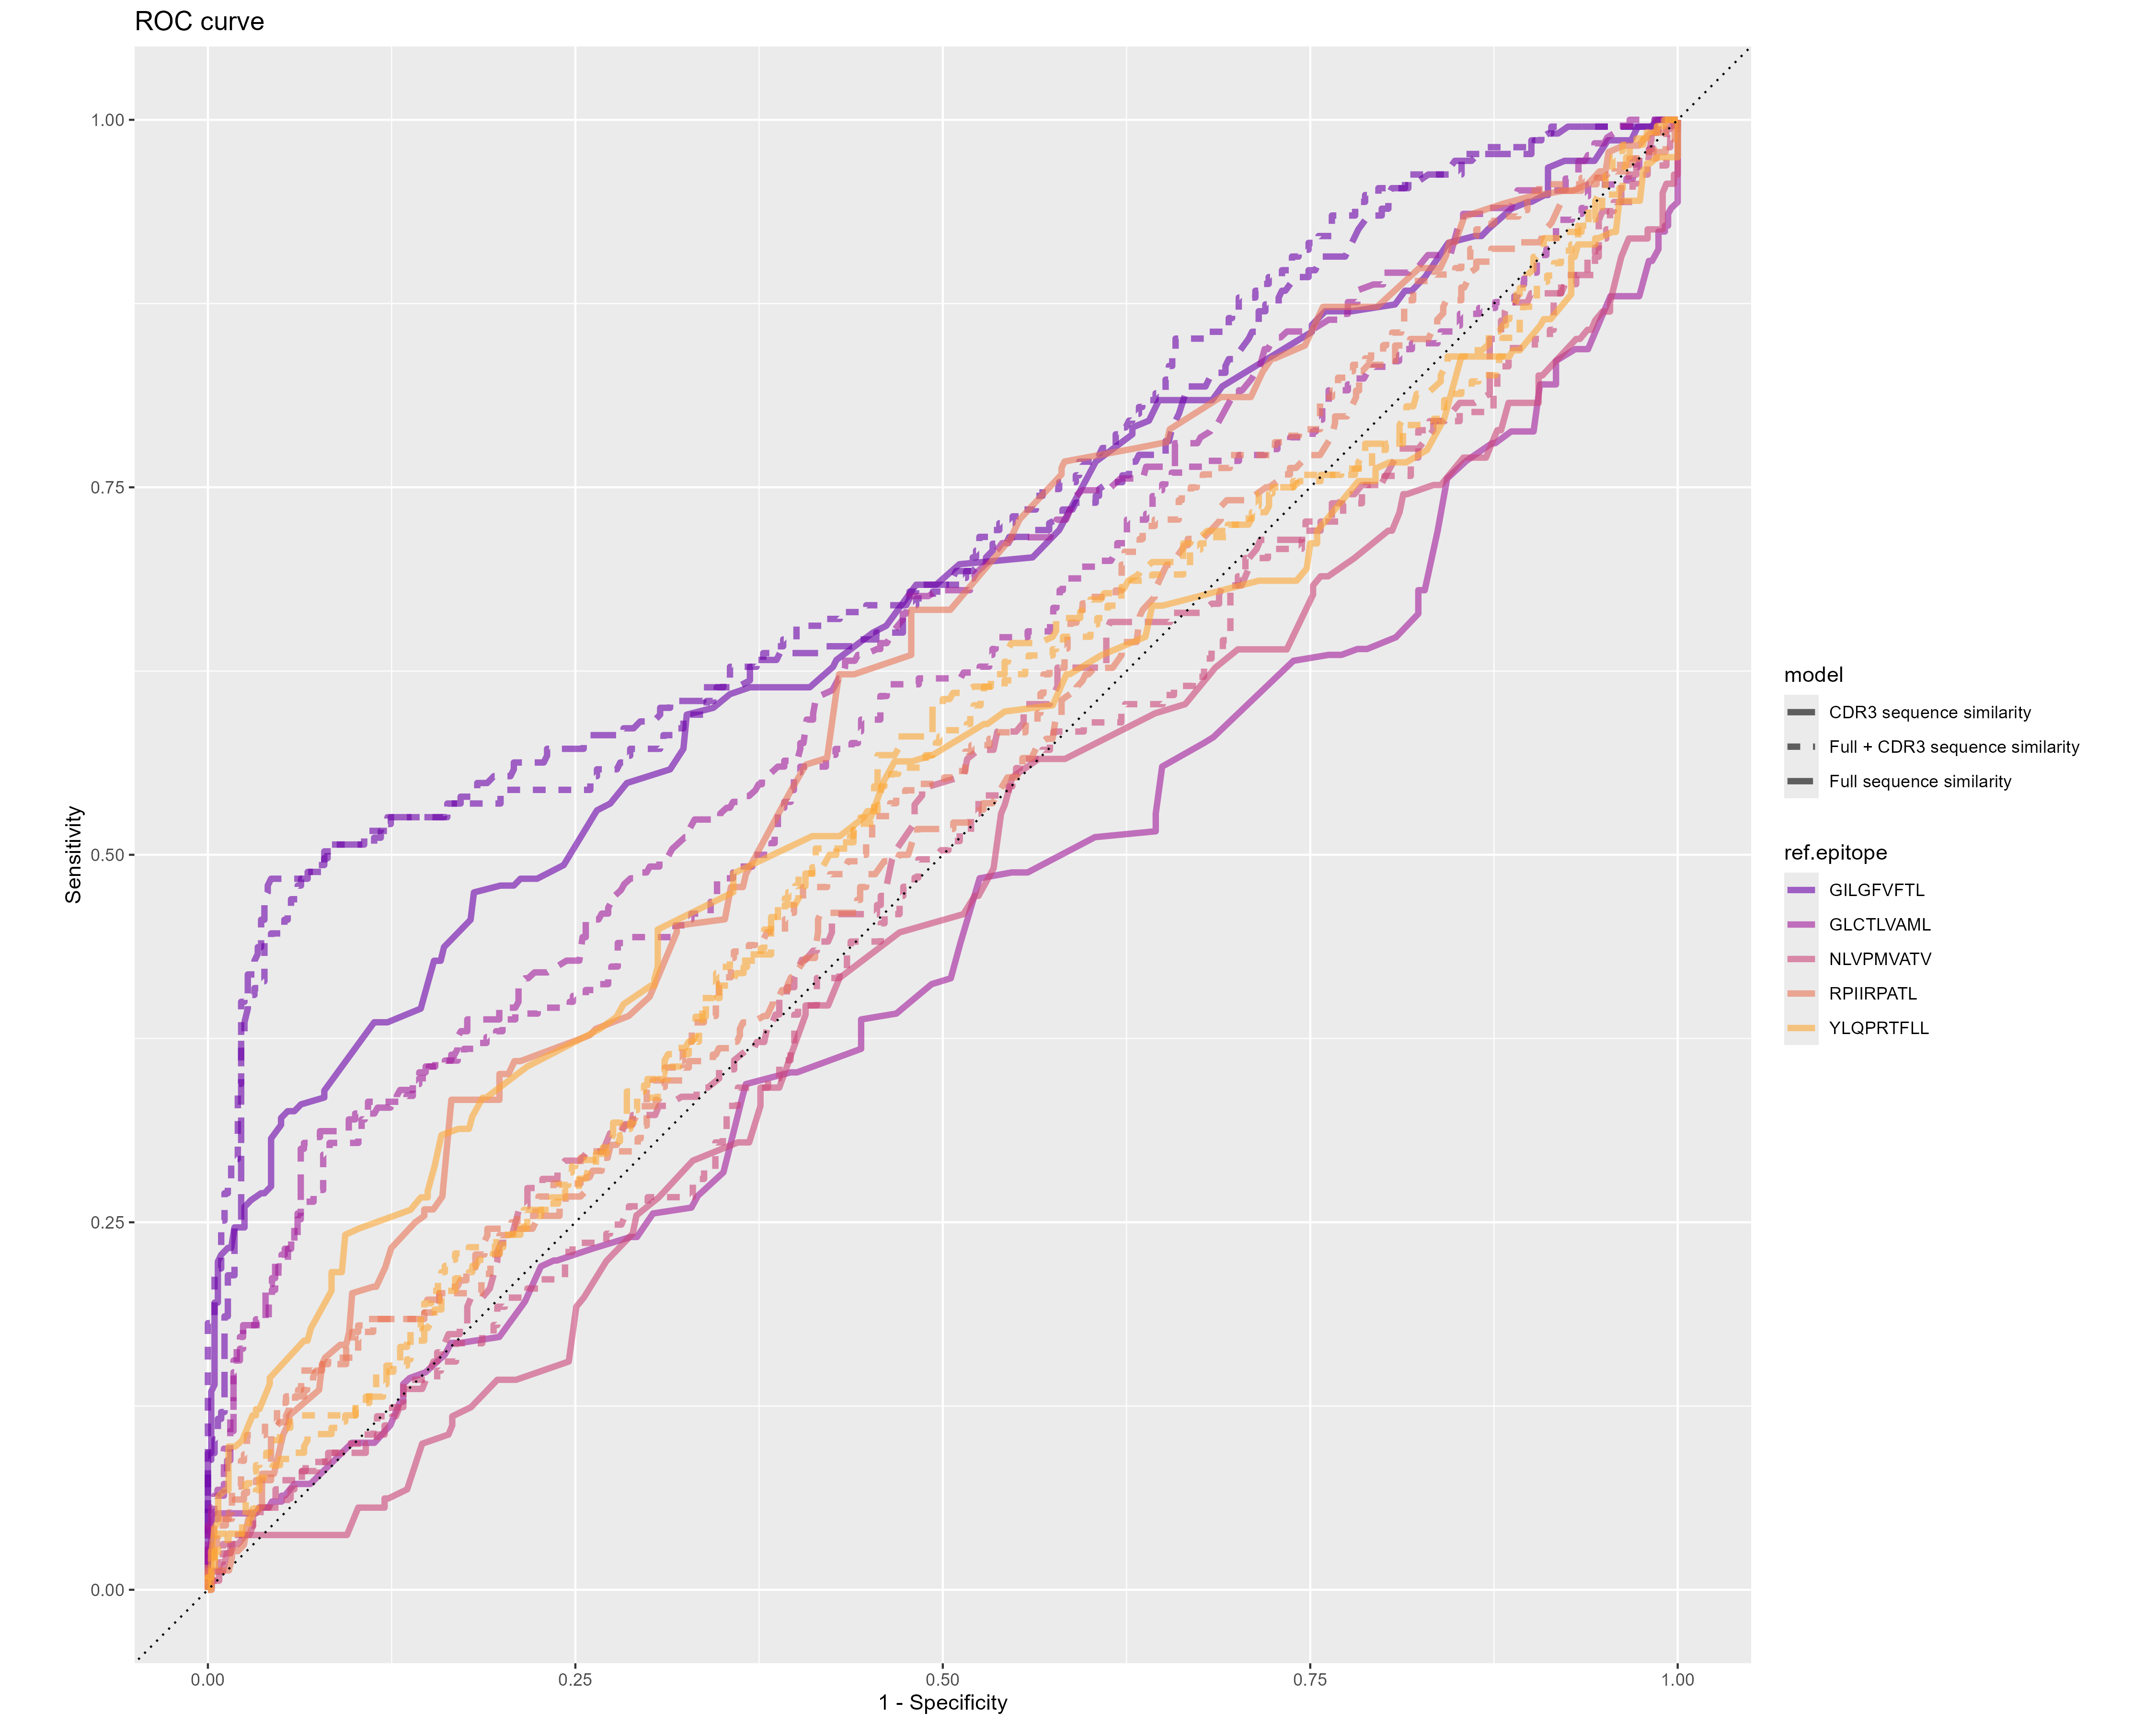 ROC curve
1.00
0.75
0.50
0.25
0.00
Sensitivity
0.00
0.25
0.50
0.75
1.00
1 - Specificity
model
CDR3 sequence similarity
Full + CDR3 sequence similarity
Full sequence similarity
ref.epitope
GILGFVFTL
GLCTLVAML
NLVPMVATV
RPIIRPATL
YLQPRTFLL